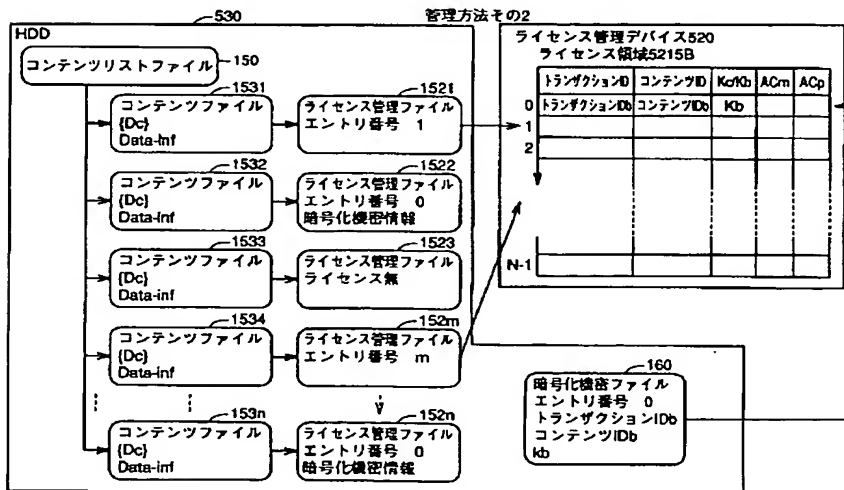 530
管理方法その2
HDD
コンテンツリストファイル
150
1531
コンテンツファイル
{Dc}
Data-inf
1521
ライセンス管理ファイル
エントリ番号 1
1532
コンテンツファイル
{Dc}
Data-inf
1522
ライセンス管理ファイル
エントリ番号 0
暗号化機密情報
1533
コンテンツファイル
{Dc}
Data-inf
1523
ライセンス管理ファイル
ライセンス無
1534
コンテンツファイル
{Dc}
Data-inf
152m
ライセンス管理ファイル
エントリ番号 m
153n
コンテンツファイル
{Dc}
Data-inf
152n
ライセンス管理ファイル
エントリ番号 0
暗号化機密情報
ライセンス管理デバイス520
ライセンス領域5215B
トランザクションID コンテンツID Kc/Kb ACm ACp
0 トランザクションIDb コンテンツIDb Kb
1
2
N-1
160
暗号化機密ファイル
エントリ番号 0
トランザクションIDb
コンテンツIDb
kb